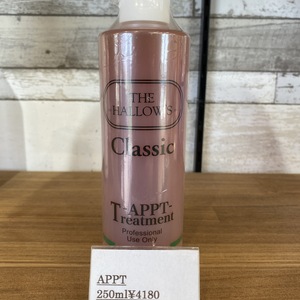 THE
HALLOWS
Classic
-APPT-
Treatment
Professional
Use Only
APPT
250ml¥4180